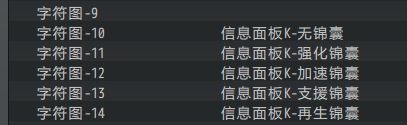 字符图-9
字符图-10 信息面板K-无锦囊
字符图-11 信息面板K-强化锦囊
字符图-12 信息面板K-加速锦囊
字符图-13 信息面板K-支援锦囊
字符图-14 信息面板K-再生锦囊